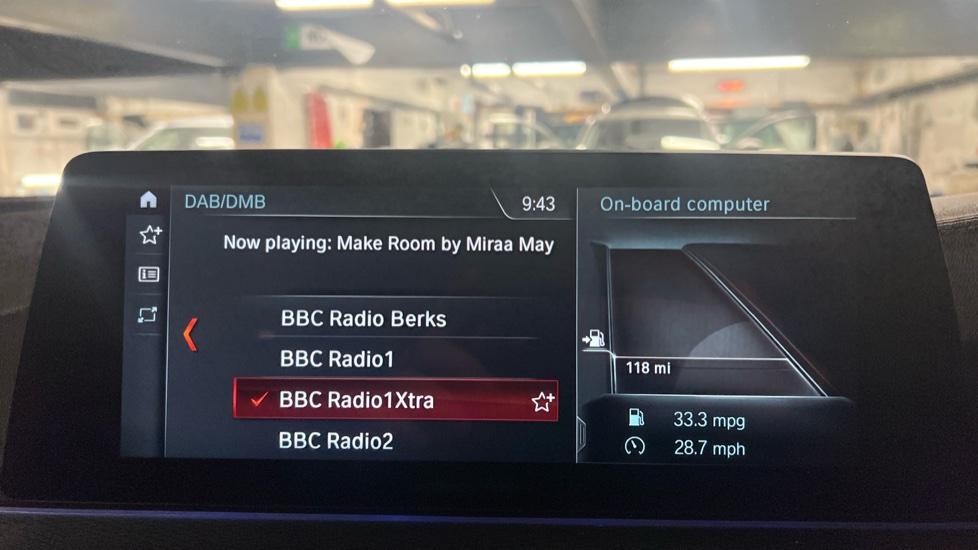 DAB/DMB
9:43
Now playing: Make Room by Miraa May
BBC Radio Berks
BBC Radio1
BBC Radio1Xtra
BBC Radio2
On-board computer
118 mi
33.3 mpg
28.7 mph